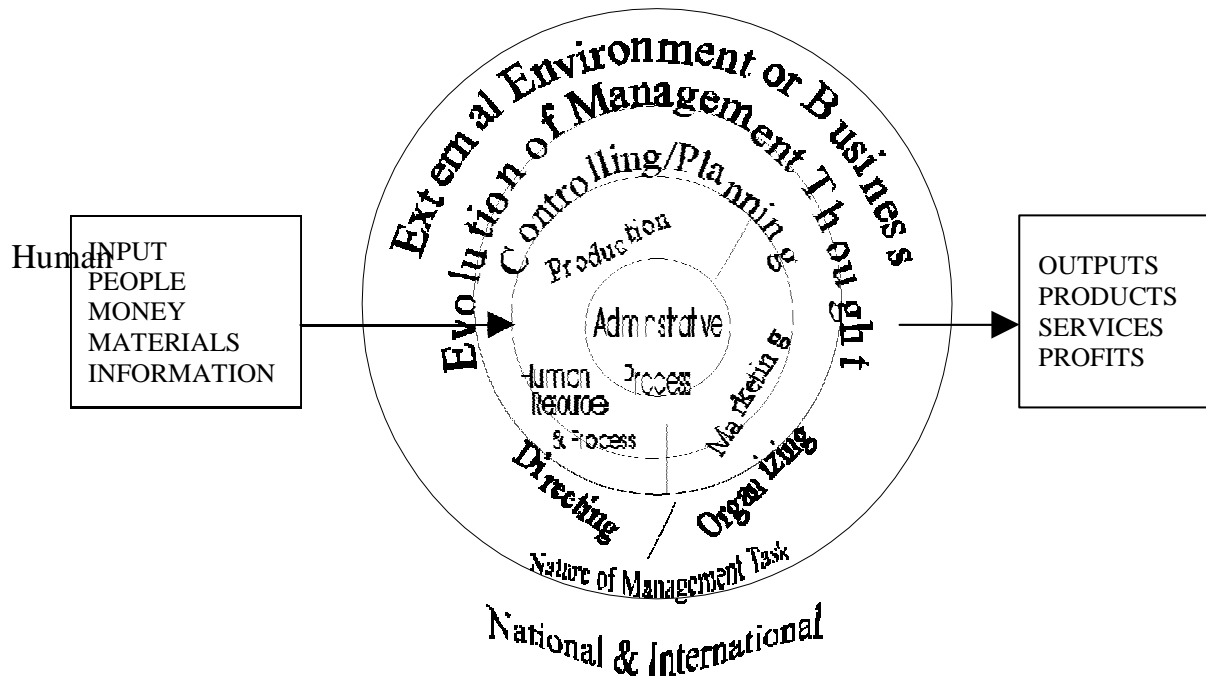 External Environment or Business
Evolution of Management Thought
Controlling/Planning
Production
Human
INPUT
PEOPLE
MONEY
MATERIALS
INFORMATION
Administrative
Process
Human
Resource
& Process
Marketing
Directing
Organizing
Nature of Management Task
National & International
OUTPUTS
PRODUCTS
SERVICES
PROFITS